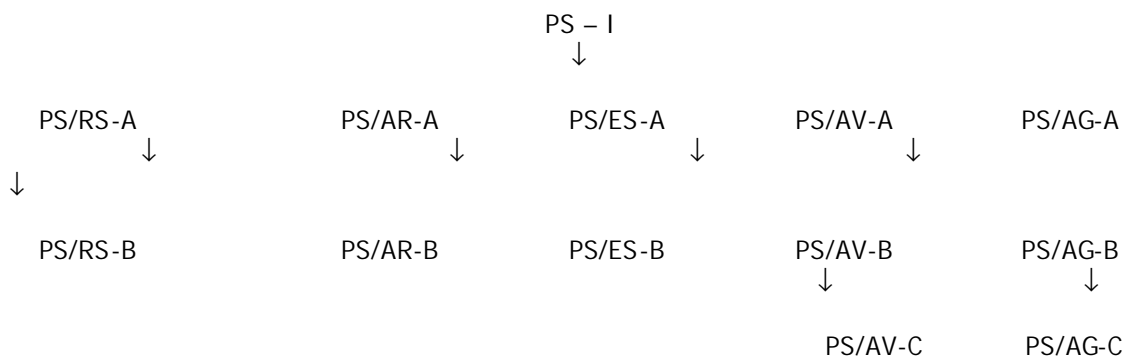 PS – I
↓
PS/RS-A PS/AR-A PS/ES-A PS/AV-A PS/AG-A
↓ ↓ ↓ ↓
↓
PS/RS-B PS/AR-B PS/ES-B PS/AV-B PS/AG-B
↓ ↓
PS/AV-C PS/AG-C